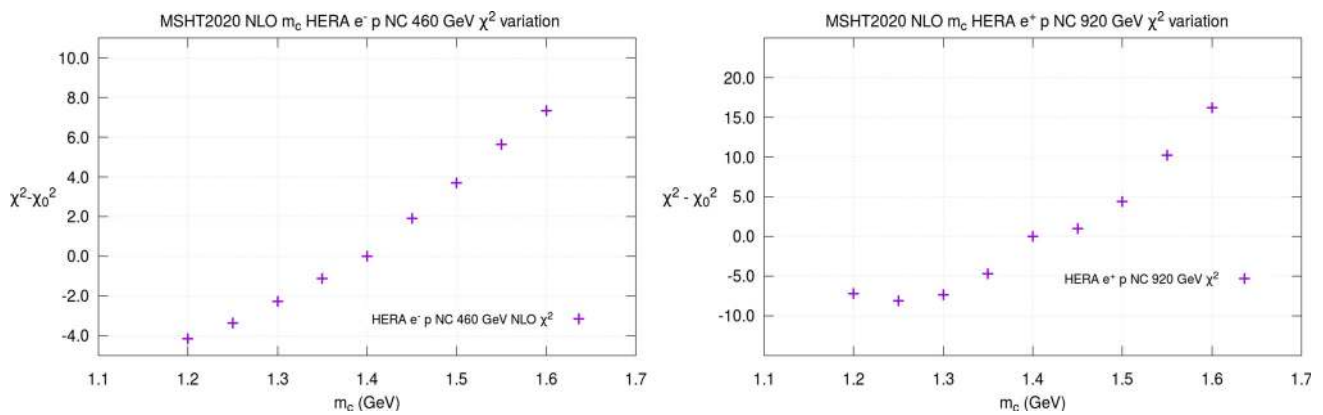 MSHT2020 NLO m_c HERA e⁻ p NC 460 GeV χ² variation
10.0
8.0
6.0
4.0
χ²-χ₀²
2.0
0.0
-2.0
HERA e⁻ p NC 460 GeV NLO χ²
-4.0
1.1 1.2 1.3 1.4 1.5 1.6 1.7
m_c (GeV)
MSHT2020 NLO m_c HERA e⁺ p NC 920 GeV χ² variation
20.0
15.0
10.0
χ² - χ₀²
5.0
0.0
-5.0
HERA e⁺ p NC 920 GeV χ²
-10.0
1.1 1.2 1.3 1.4 1.5 1.6 1.7
m_c (GeV)